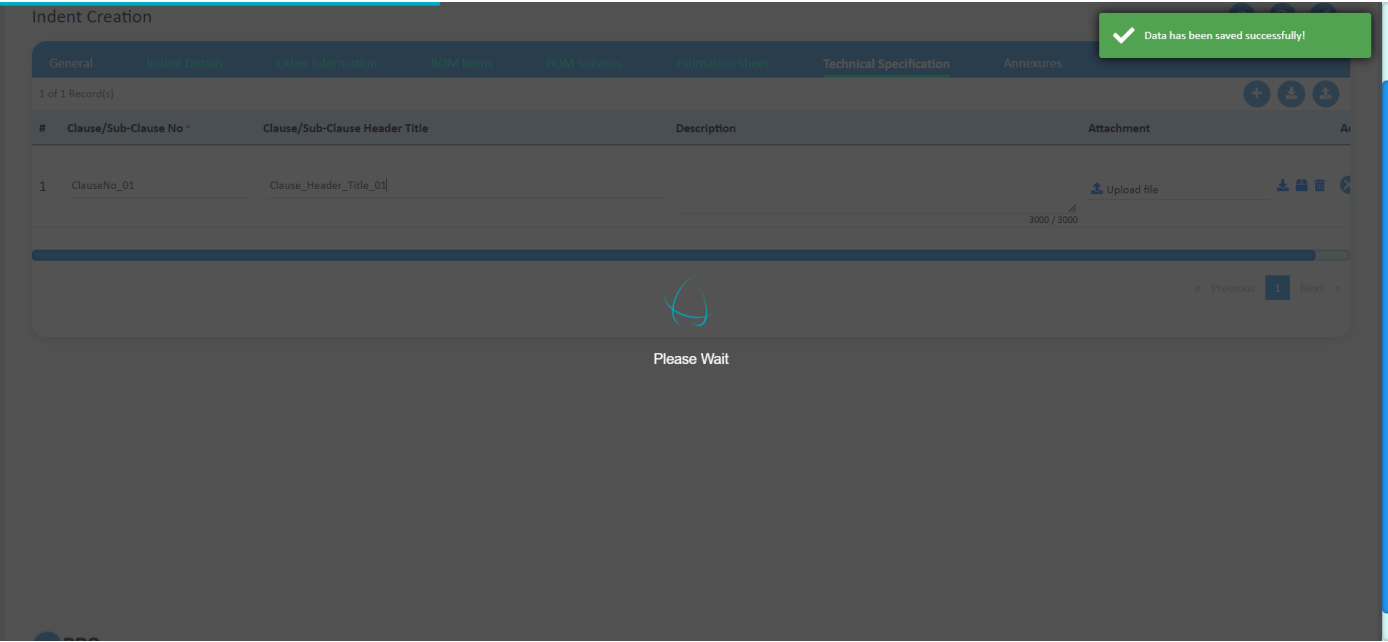 Indent Creation
Data has been saved successfully!
General Indent Details Other Information BOM Items BOM Services Estimation Sheet Technical Specification Annexures
1 of 1 Record(s)
# Clause/Sub-Clause No * Clause/Sub-Clause Header Title Description Attachment
1 ClauseNo_01 Clause_Header_Title_01 Upload file
3000 / 3000
« Previous 1 Next »
Please Wait